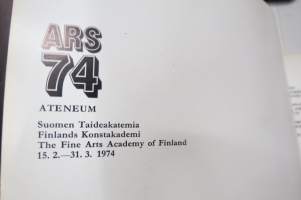 ARS
74
ATENEUM
Suomen Taideakatemia
Finlands Konstakademi
The Fine Arts Academy of Finland
15. 2.—31. 3. 1974